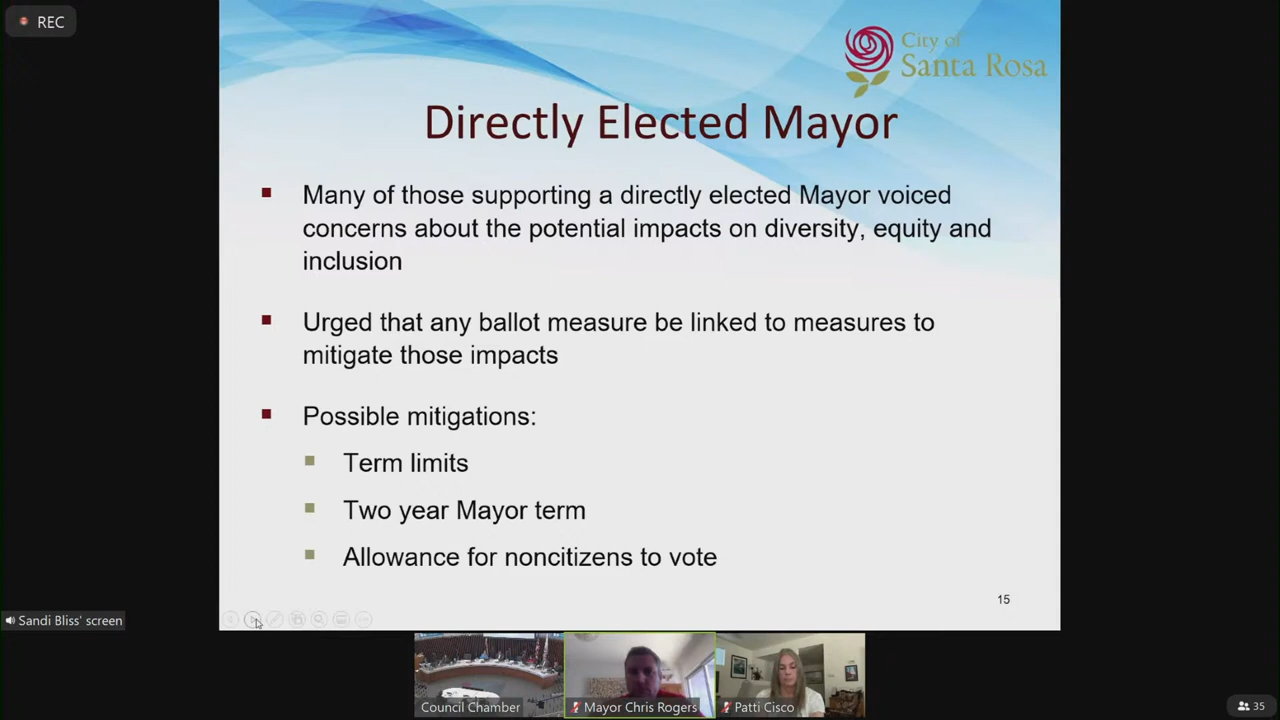 REC
City of
Santa Rosa
Directly Elected Mayor
Many of those supporting a directly elected Mayor voiced
concerns about the potential impacts on diversity, equity and
inclusion
Urged that any ballot measure be linked to measures to
mitigate those impacts
Possible mitigations:
Term limits
Two year Mayor term
Allowance for noncitizens to vote
15
Sandi Bliss' screen
Council Chamber
Mayor Chris Rogers
Patti Cisco
35